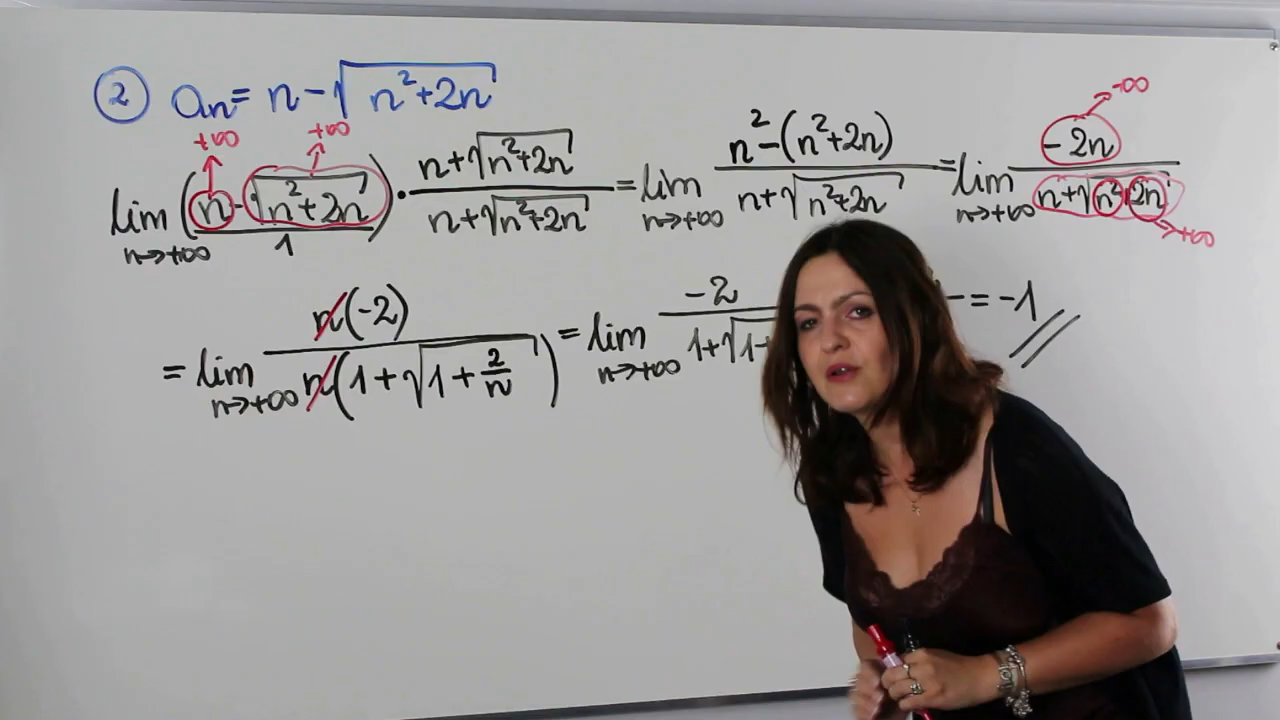 ② an = n - √(n²+2n)
+∞ +∞ -∞
lim n→+∞ (n - √(n²+2n))/1 · (n+√(n²+2n))/(n+√(n²+2n)) = lim n→+∞ (n²-(n²+2n))/(n+√(n²+2n)) = lim n→+∞ (-2n)/(n+√(n²+2n))
+∞
= lim n→+∞ n(-2)/(n(1+√(1+2/n))) = lim n→+∞ -2/(1+√(1+ = -1 //